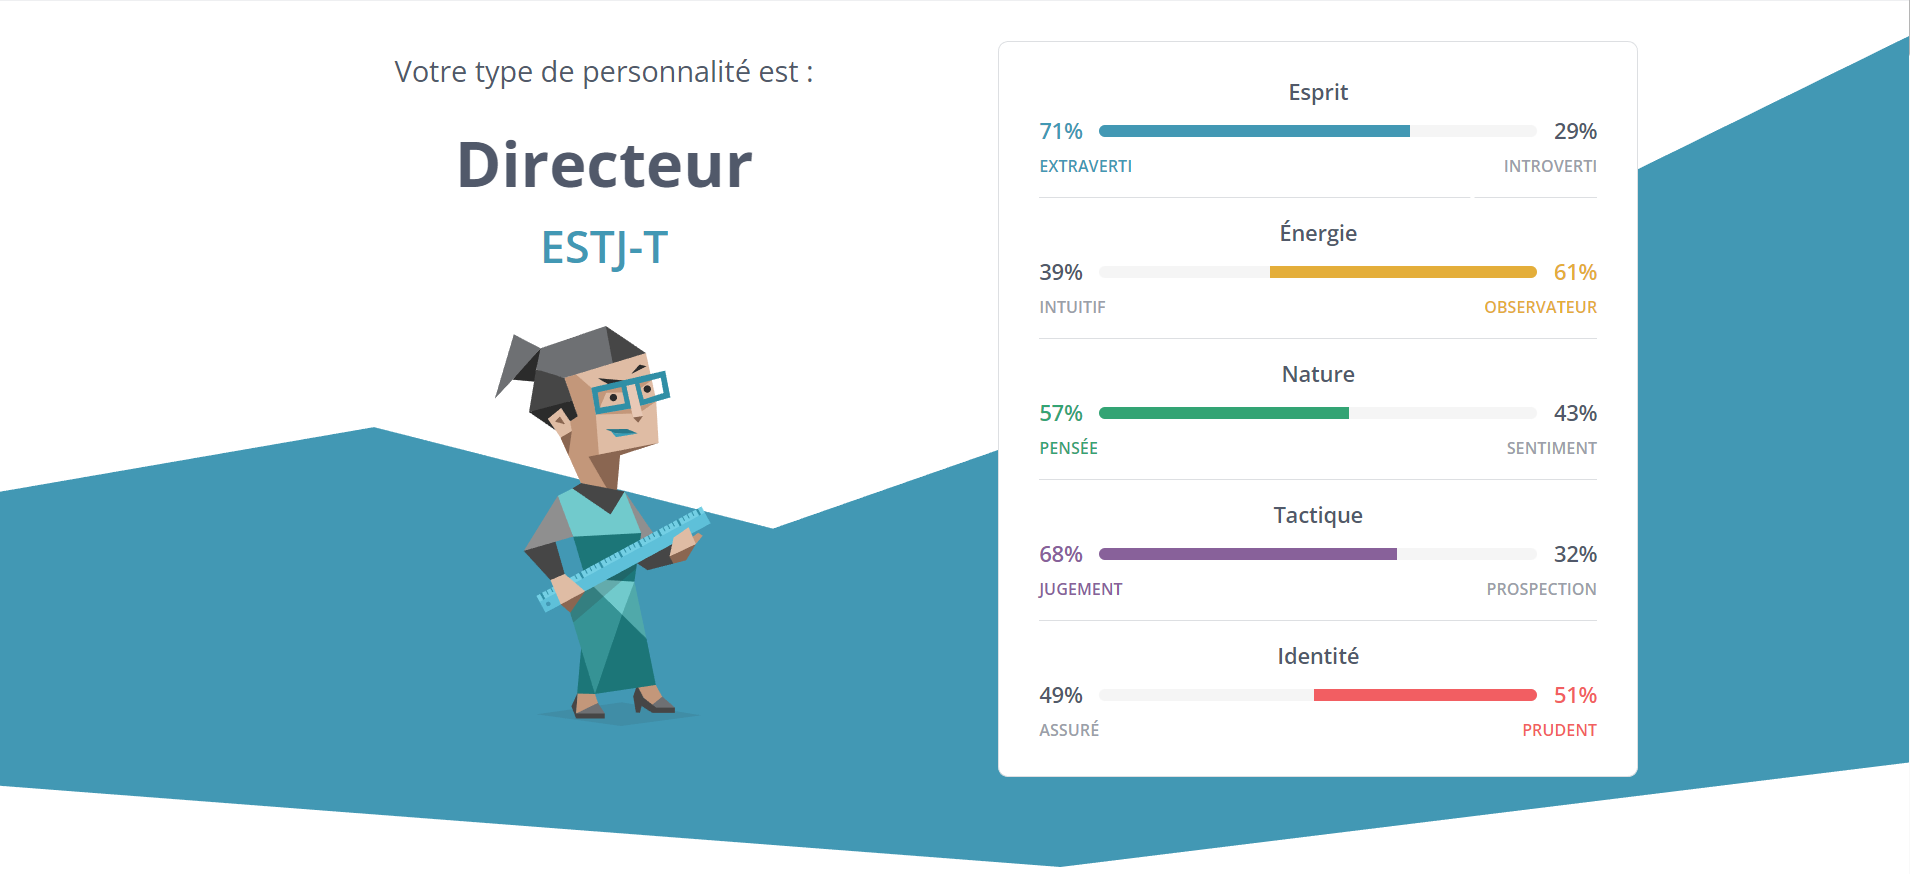 Votre type de personnalité est :
Directeur
ESTJ-T
Esprit
71% 29%
EXTRAVERTI INTROVERTI
Énergie
39% 61%
INTUITIF OBSERVATEUR
Nature
57% 43%
PENSÉE SENTIMENT
Tactique
68% 32%
JUGEMENT PROSPECTION
Identité
49% 51%
ASSURÉ PRUDENT